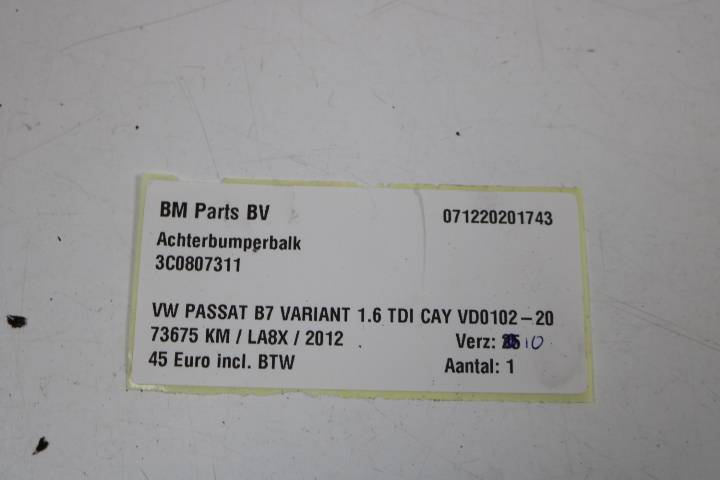 BM Parts BV 071220201743
Achterbumperbalk
3C0807311
VW PASSAT B7 VARIANT 1.6 TDI CAY VD0102-20
73675 KM / LA8X / 2012 Verz: 10
45 Euro incl. BTW Aantal: 1